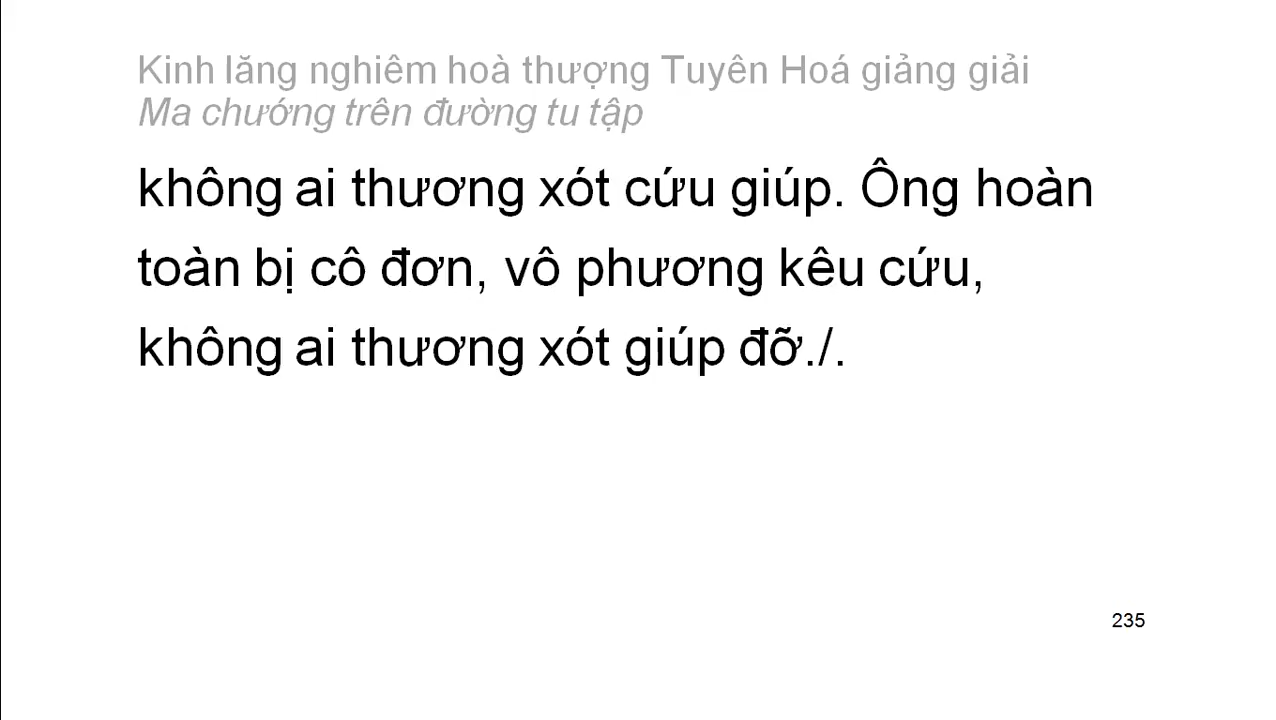 Kinh lăng nghiêm hoà thượng Tuyên Hoá giảng giải
Ma chướng trên đường tu tập
không ai thương xót cứu giúp. Ông hoàn
toàn bị cô đơn, vô phương kêu cứu,
không ai thương xót giúp đỡ./.
235